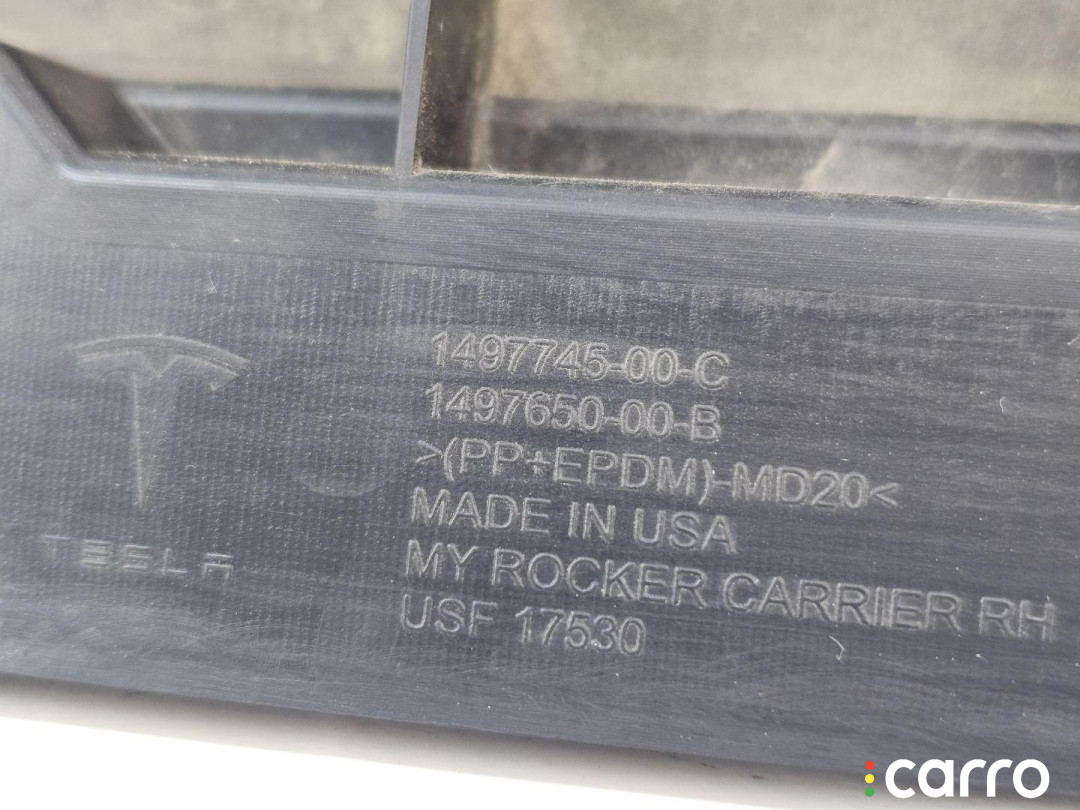 1497745-00-C
1497650-00-B
>(PP+EPDM)-MD20<
MADE IN USA
TESLA
MY ROCKER CARRIER RH
USF 17530
carro